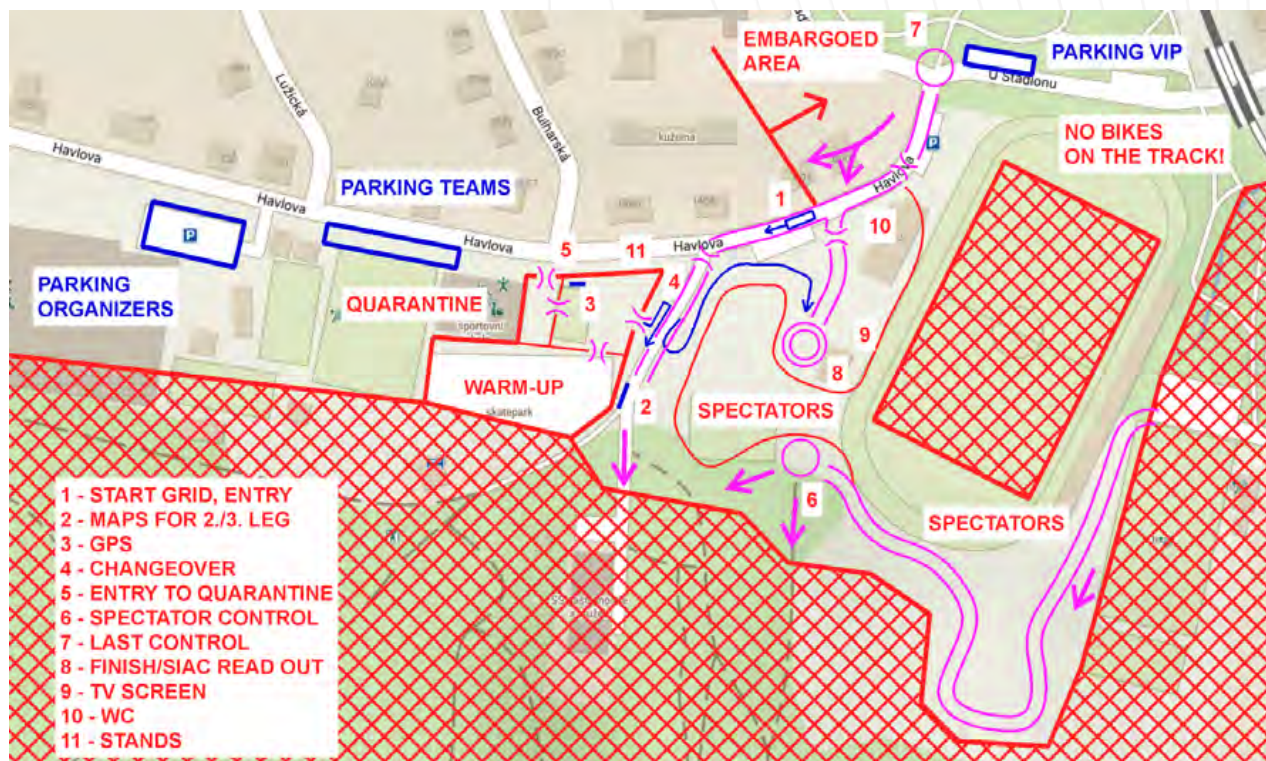 7
EMBARGOED
AREA
PARKING VIP
U Stadionu
Lužická
Bulharská
kužema
NO BIKES
ON THE TRACK!
Havlova
PARKING TEAMS
Havlova
Havlova
1
P
P
10
Havlova
Havlova
5
11
4
PARKING
ORGANIZERS
QUARANTINE
3
sportovní
9
8
WARM-UP
skatepark
2
SPECTATORS
6
SPECTATORS
1 - START GRID, ENTRY
2 - MAPS FOR 2./3. LEG
3 - GPS
4 - CHANGEOVER
5 - ENTRY TO QUARANTINE
6 - SPECTATOR CONTROL
7 - LAST CONTROL
8 - FINISH/SIAC READ OUT
9 - TV SCREEN
10 - WC
11 - STANDS